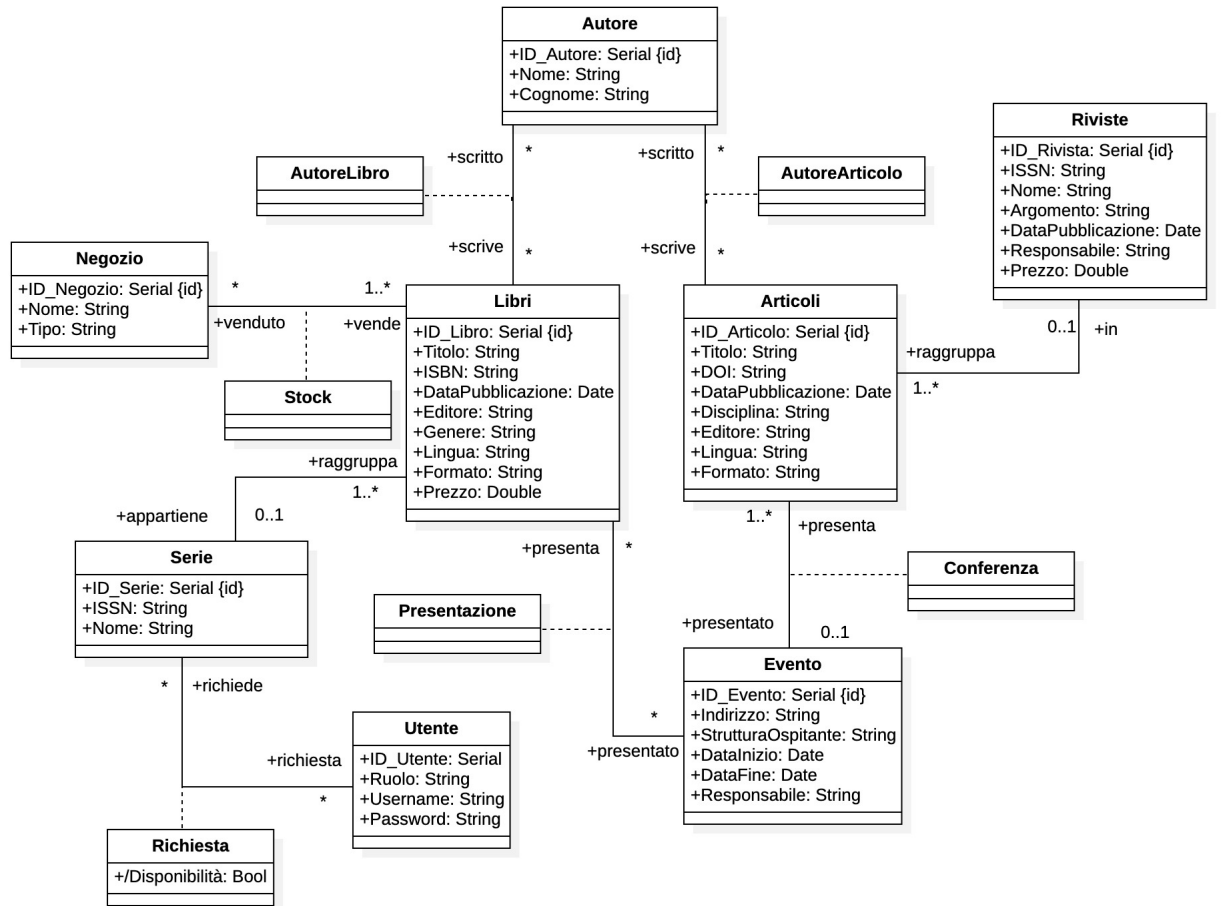 Autore
+ID_Autore: Serial {id}
+Nome: String
+Cognome: String
+scritto
*
+scritto
*
AutoreLibro
AutoreArticolo
+scrive
*
+scrive
*
Riviste
+ID_Rivista: Serial {id}
+ISSN: String
+Nome: String
+Argomento: String
+DataPubblicazione: Date
+Responsabile: String
+Prezzo: Double
0..1
+in
+raggruppa
1..*
Negozio
+ID_Negozio: Serial {id}
+Nome: String
+Tipo: String
*
+venduto
1..*
+vende
Stock
Libri
+ID_Libro: Serial {id}
+Titolo: String
+ISBN: String
+DataPubblicazione: Date
+Editore: String
+Genere: String
+Lingua: String
+Formato: String
+Prezzo: Double
Articoli
+ID_Articolo: Serial {id}
+Titolo: String
+DOI: String
+DataPubblicazione: Date
+Disciplina: String
+Editore: String
+Lingua: String
+Formato: String
+raggruppa
1..*
+appartiene
0..1
Serie
+ID_Serie: Serial {id}
+ISSN: String
+Nome: String
+presenta
*
1..*
+presenta
Conferenza
Presentazione
+presentato
0..1
*
+presentato
Evento
+ID_Evento: Serial {id}
+Indirizzo: String
+StrutturaOspitante: String
+DataInizio: Date
+DataFine: Date
+Responsabile: String
*
+richiede
+richiesta
*
Utente
+ID_Utente: Serial
+Ruolo: String
+Username: String
+Password: String
Richiesta
+/Disponibilità: Bool